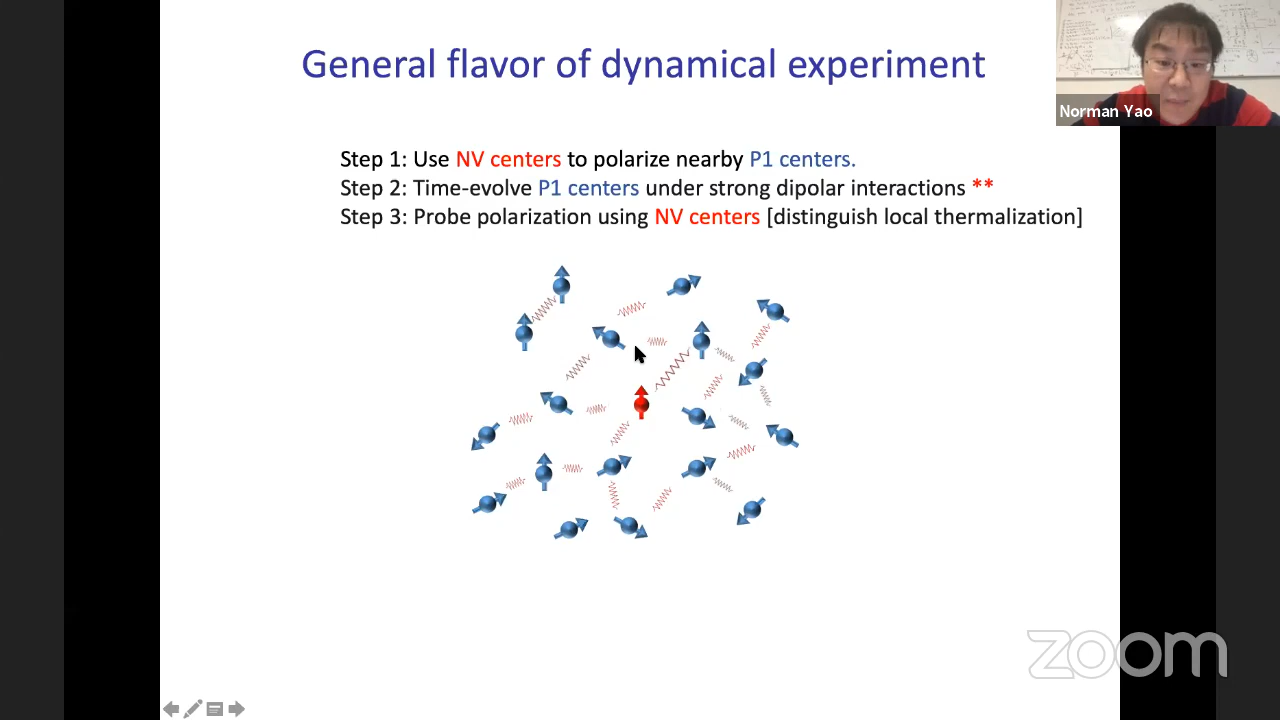 General flavor of dynamical experiment
Norman Yao
Step 1: Use NV centers to polarize nearby P1 centers.
Step 2: Time-evolve P1 centers under strong dipolar interactions **
Step 3: Probe polarization using NV centers [distinguish local thermalization]
zoom